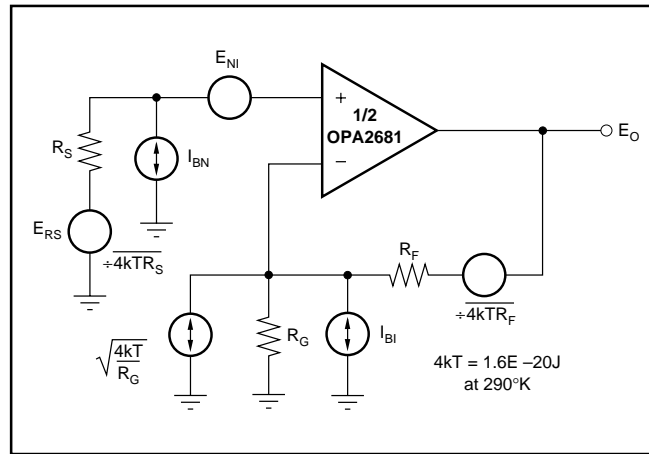 E_NI
+
1/2
OPA2681
−
E_O
R_S
I_BN
E_RS
÷4kTR_S
R_F
÷4kTR_F
√4kT/R_G
R_G
I_BI
4kT = 1.6E –20J
at 290°K